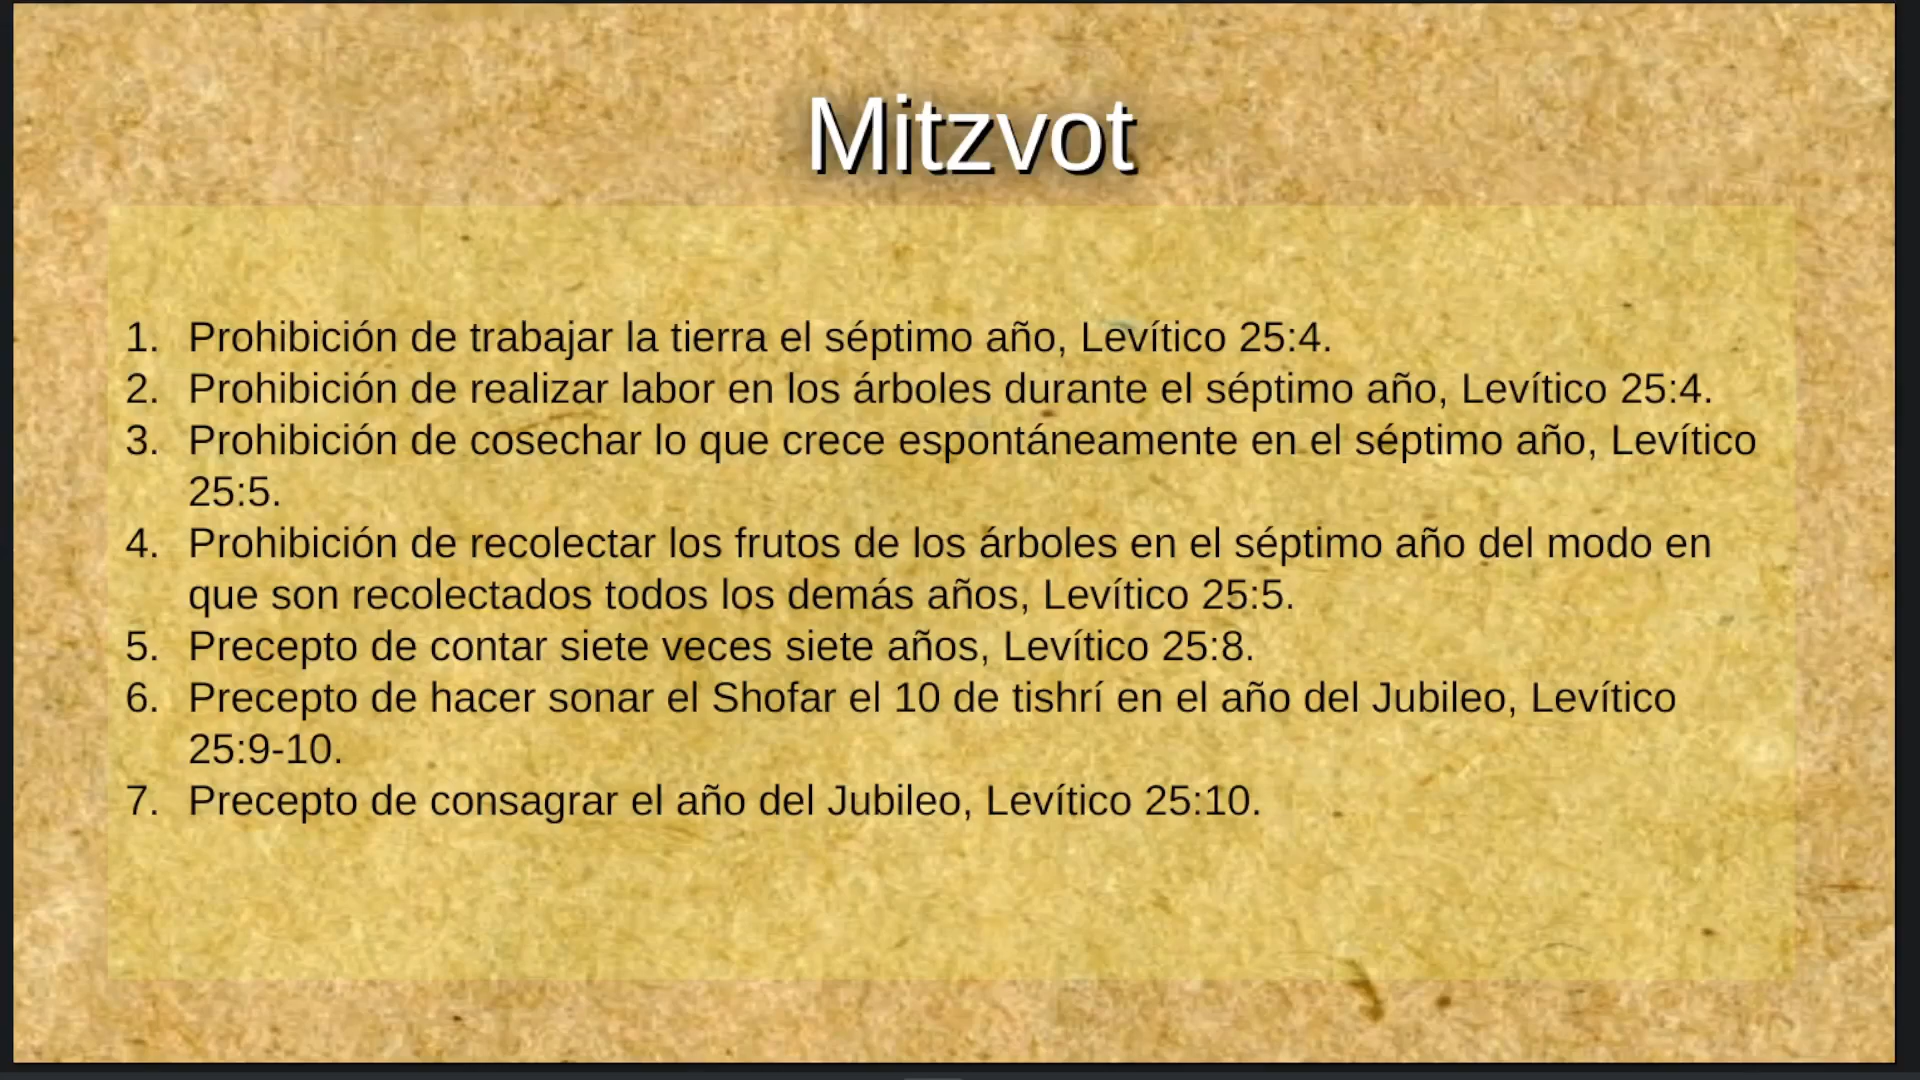 Mitzvot
1. Prohibición de trabajar la tierra el séptimo año, Levítico 25:4.
2. Prohibición de realizar labor en los árboles durante el séptimo año, Levítico 25:4.
3. Prohibición de cosechar lo que crece espontáneamente en el séptimo año, Levítico
25:5.
4. Prohibición de recolectar los frutos de los árboles en el séptimo año del modo en
que son recolectados todos los demás años, Levítico 25:5.
5. Precepto de contar siete veces siete años, Levítico 25:8.
6. Precepto de hacer sonar el Shofar el 10 de tishrí en el año del Jubileo, Levítico
25:9-10.
7. Precepto de consagrar el año del Jubileo, Levítico 25:10.